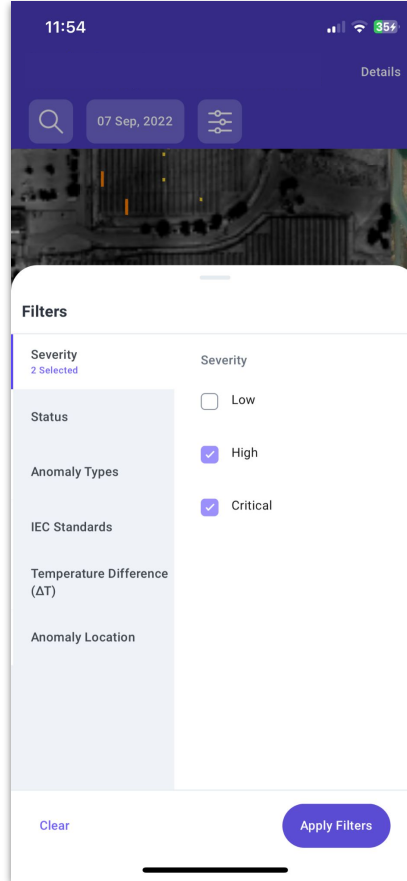 11:54
35
Details
07 Sep, 2022
Filters
Severity
2 Selected
Status
Anomaly Types
IEC Standards
Temperature Difference
(ΔT)
Anomaly Location
Severity
Low
High
Critical
Clear
Apply Filters